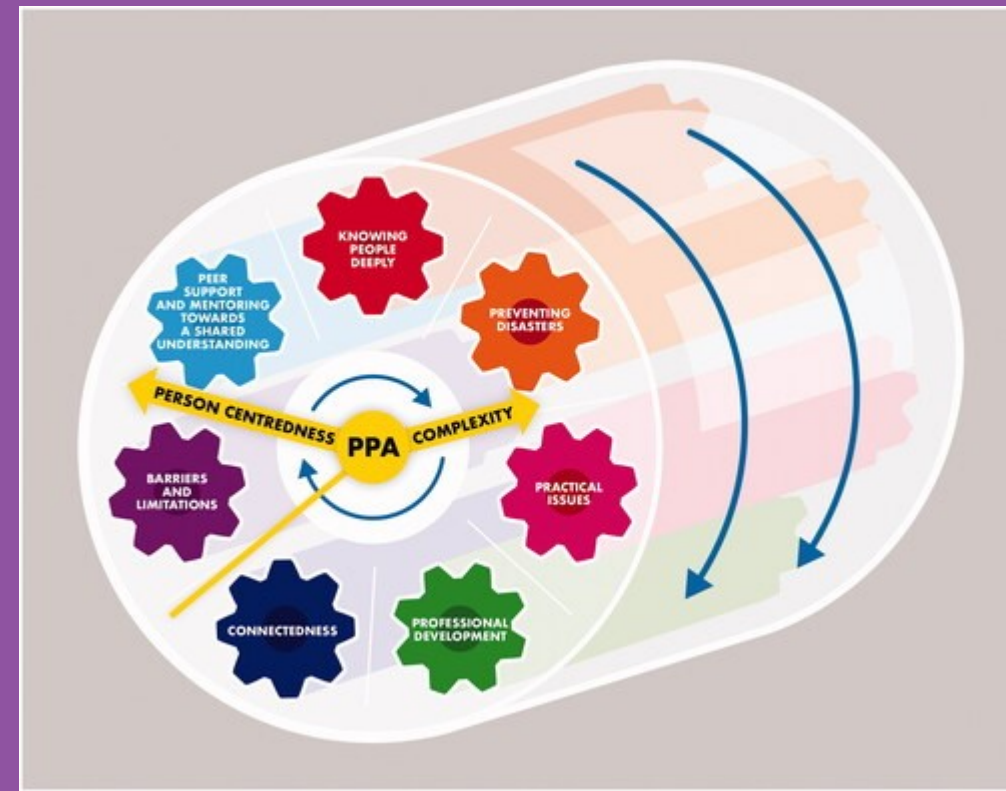 KNOWING
PEOPLE
DEEPLY
PEER
SUPPORT
AND MENTORING
TOWARDS
A SHARED
UNDERSTANDING
PREVENTING
DISASTERS
PERSON CENTREDNESS
PPA
COMPLEXITY
BARRIERS
AND
LIMITATIONS
PRACTICAL
ISSUES
CONNECTEDNESS
PROFESSIONAL
DEVELOPMENT